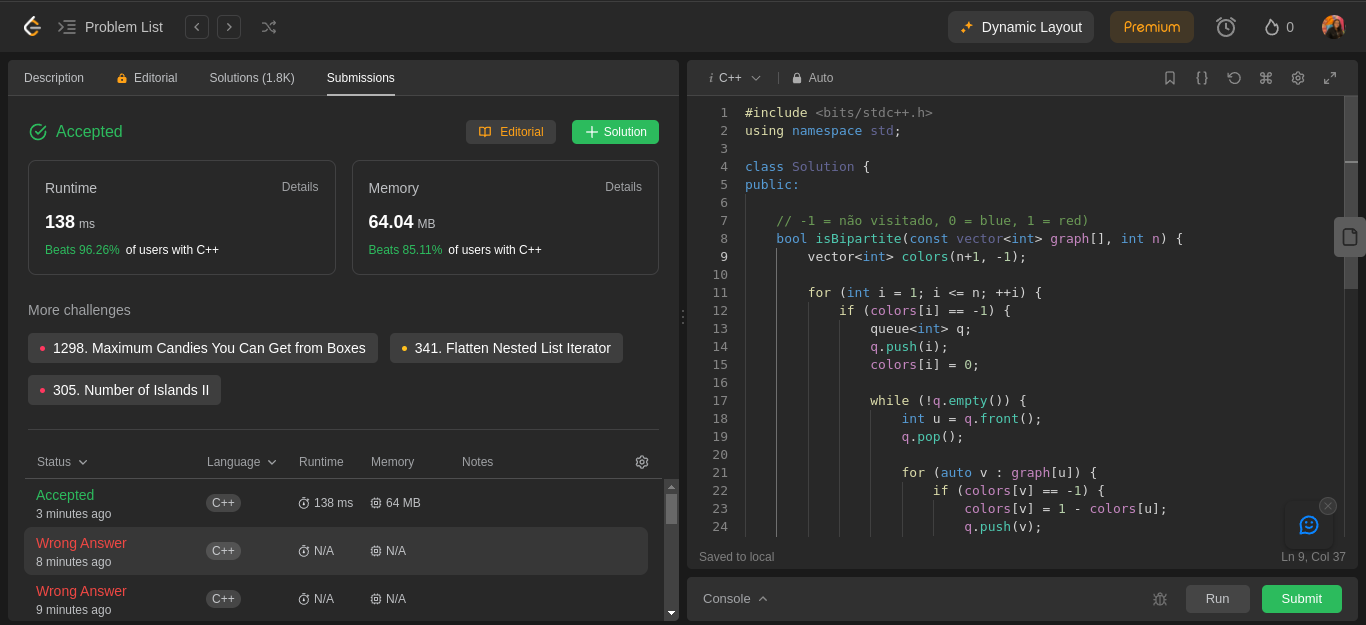 Problem List
Dynamic Layout
Premium
0
Description
Editorial
Solutions (1.8K)
Submissions
Accepted
Editorial
Solution
Runtime
Details
138 ms
Beats 96.26% of users with C++
Memory
Details
64.04 MB
Beats 85.11% of users with C++
More challenges
1298. Maximum Candies You Can Get from Boxes
341. Flatten Nested List Iterator
305. Number of Islands II
Status
Language
Runtime
Memory
Notes
Accepted
3 minutes ago
C++
138 ms
64 MB
Wrong Answer
8 minutes ago
C++
N/A
N/A
Wrong Answer
9 minutes ago
C++
N/A
N/A
i C++
Auto
1 #include <bits/stdc++.h>
2 using namespace std;
3
4 class Solution {
5 public:
6
7 // -1 = não visitado, 0 = blue, 1 = red)
8 bool isBipartite(const vector<int> graph[], int n) {
9 vector<int> colors(n+1, -1);
10
11 for (int i = 1; i <= n; ++i) {
12 if (colors[i] == -1) {
13 queue<int> q;
14 q.push(i);
15 colors[i] = 0;
16
17 while (!q.empty()) {
18 int u = q.front();
19 q.pop();
20
21 for (auto v : graph[u]) {
22 if (colors[v] == -1) {
23 colors[v] = 1 - colors[u];
24 q.push(v);
Saved to local
Ln 9, Col 37
Console
Run
Submit